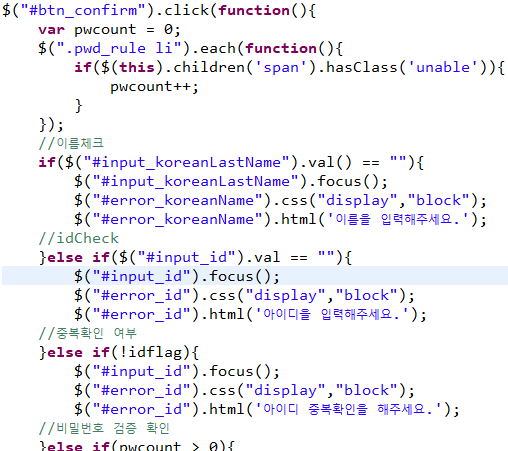 $("#btn_confirm").click(function(){
var pwcount = 0;
$(".pwd_rule li").each(function(){
if($(this).children('span').hasClass('unable')){
pwcount++;
}
});
//이름체크
if($("#input_koreanLastName").val() == ""){
$("#input_koreanLastName").focus();
$("#error_koreanName").css("display","block");
$("#error_koreanName").html('이름을 입력해주세요.');
//idCheck
}else if($("#input_id").val == ""){
$("#input_id").focus();
$("#error_id").css("display","block");
$("#error_id").html('아이디을 입력해주세요.');
//중복확인 여부
}else if(!idflag){
$("#input_id").focus();
$("#error_id").css("display","block");
$("#error_id").html('아이디 중복확인을 해주세요.');
//비밀번호 검증 확인
}else if(pwcount > 0){